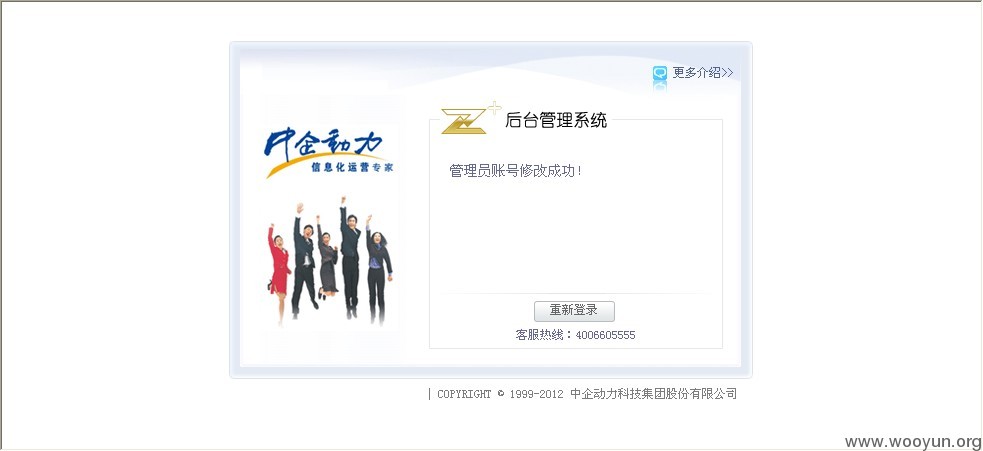 更多介绍>>
中企动力
信息化运营专家
后台管理系统
管理员账号修改成功！
重新登录
客服热线：4006605555
| COPYRIGHT © 1999-2012 中企动力科技集团股份有限公司
www.wooyun.org